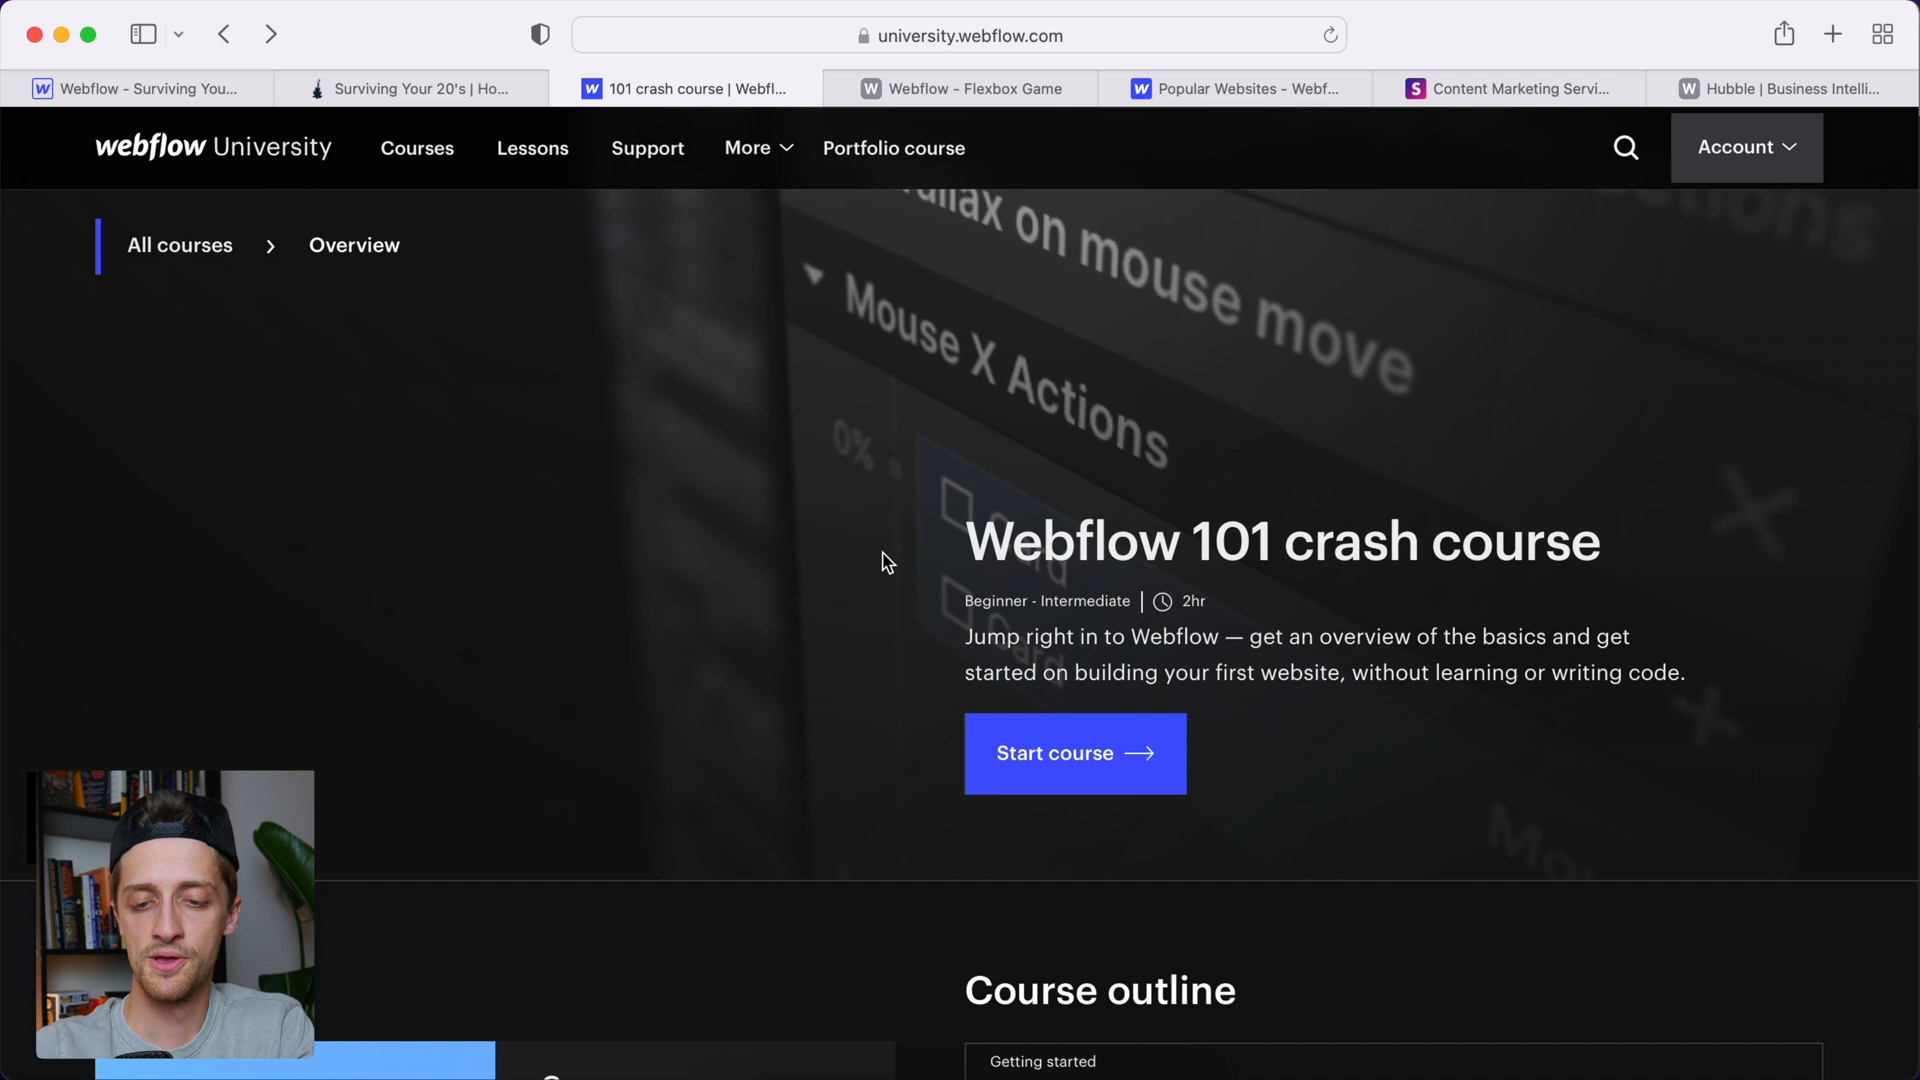 university.webflow.com
Webflow - Surviving You...
Surviving Your 20's | Ho...
101 crash course | Webfl...
Webflow - Flexbox Game
Popular Websites - Webf...
Content Marketing Servi...
Hubble | Business Intelli...
webflow University
Courses
Lessons
Support
More
Portfolio course
Account
All courses
Overview
on mouse move
Mouse X Actions
0%
Webflow 101 crash course
Beginner - Intermediate
2hr
Jump right in to Webflow — get an overview of the basics and get
started on building your first website, without learning or writing code.
Start course
Course outline
Getting started